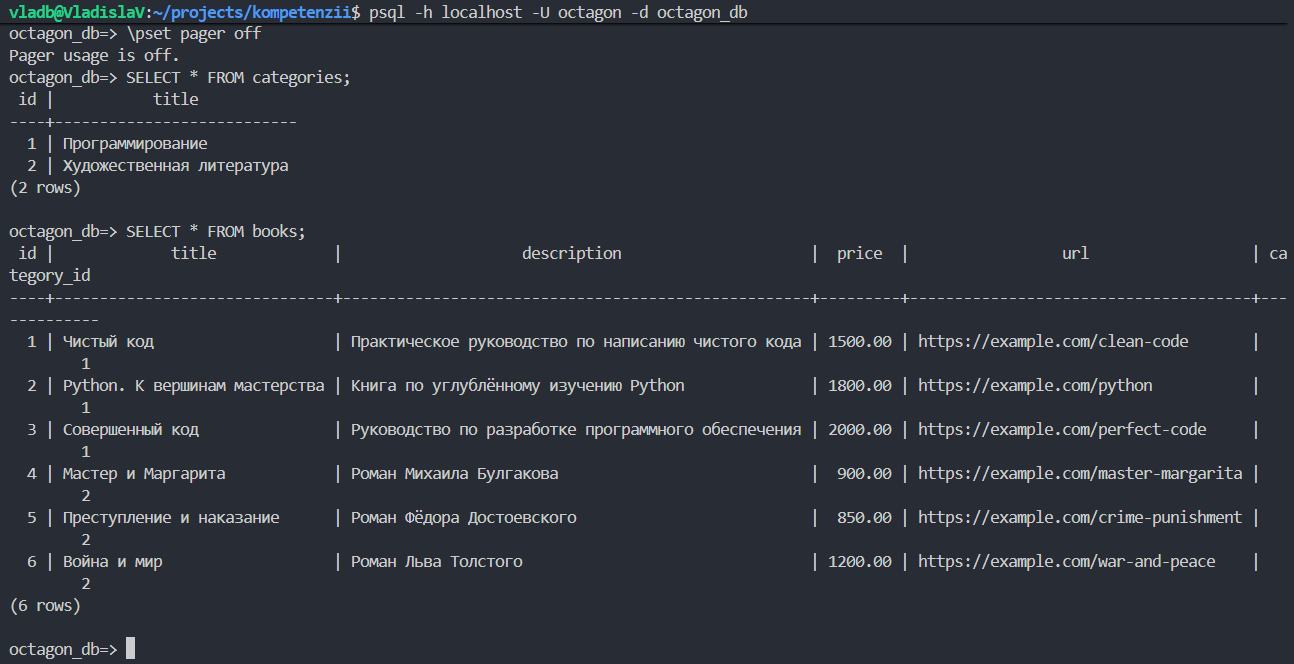 vladb@VladislaV:~/projects/kompetenzii$ psql -h localhost -U octagon -d octagon_db
octagon_db=> \pset pager off
Pager usage is off.
octagon_db=> SELECT * FROM categories;
 id |           title
----+---------------------------
  1 | Программирование
  2 | Художественная литература
(2 rows)

octagon_db=> SELECT * FROM books;
 id |             title             |                    description                    |  price  |                 url                  | ca
tegory_id
----+-------------------------------+---------------------------------------------------+---------+--------------------------------------+---
----------
  1 | Чистый код                    | Практическое руководство по написанию чистого кода | 1500.00 | https://example.com/clean-code       |
        1
  2 | Python. К вершинам мастерства | Книга по углублённому изучению Python             | 1800.00 | https://example.com/python           |
        1
  3 | Совершенный код               | Руководство по разработке программного обеспечения | 2000.00 | https://example.com/perfect-code     |
        1
  4 | Мастер и Маргарита            | Роман Михаила Булгакова                           |  900.00 | https://example.com/master-margarita |
        2
  5 | Преступление и наказание      | Роман Фёдора Достоевского                         |  850.00 | https://example.com/crime-punishment |
        2
  6 | Война и мир                   | Роман Льва Толстого                               | 1200.00 | https://example.com/war-and-peace    |
        2
(6 rows)

octagon_db=>